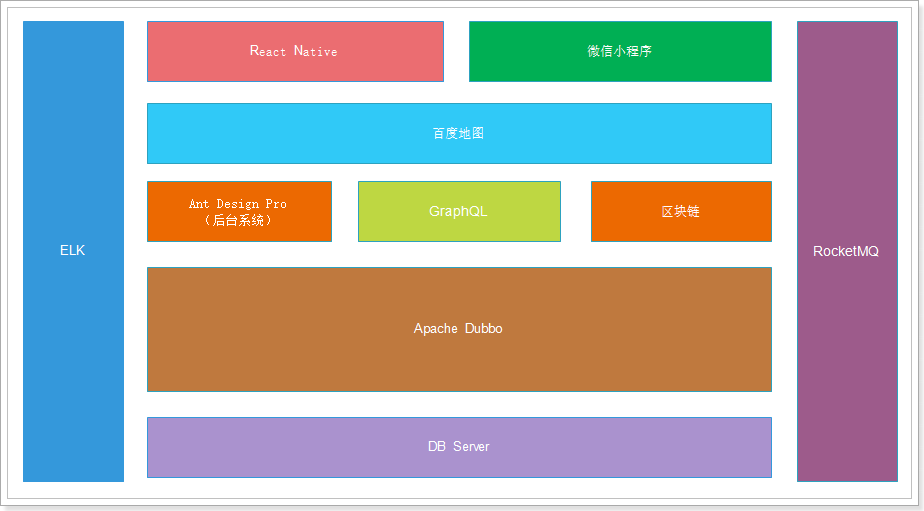 React Native
微信小程序
百度地图
Ant Design Pro
（后台系统）
GraphQL
区块链
ELK
RocketMQ
Apache Dubbo
DB Server